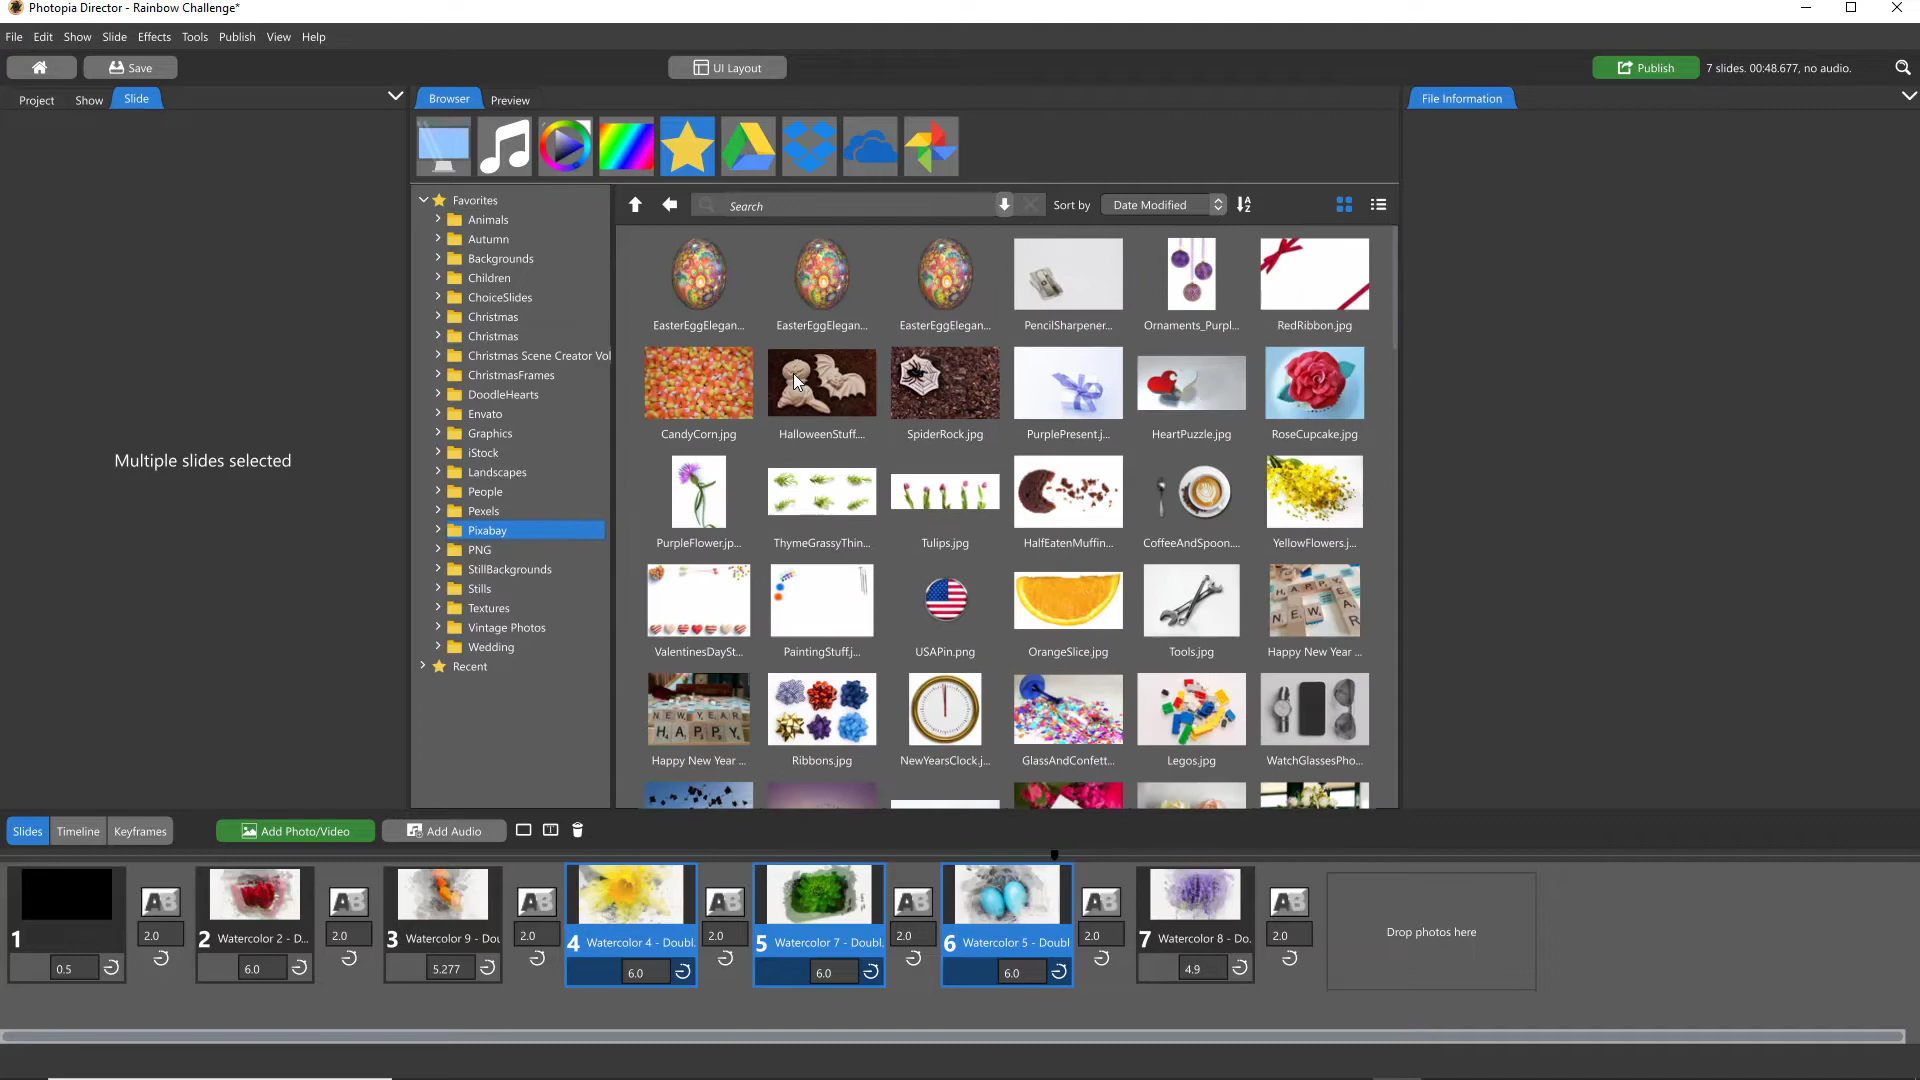 Photopia Director - Rainbow Challenge*
File Edit Show Slide Effects Tools Publish View Help
Save
UI Layout
Publish
7 slides. 00:48.677, no audio.
Project Show Slide
Browser Preview
File Information
Multiple slides selected
Favorites
Animals
Autumn
Backgrounds
Children
ChoiceSlides
Christmas
Christmas
Christmas Scene Creator Vol
ChristmasFrames
DoodleHearts
Envato
Graphics
iStock
Landscapes
People
Pexels
Pixabay
PNG
StillBackgrounds
Stills
Textures
Vintage Photos
Wedding
Recent
Search
Sort by
Date Modified
EasterEggElegan... EasterEggElegan... EasterEggElegan... PencilSharpener... Ornaments_Purpl... RedRibbon.jpg
CandyCorn.jpg HalloweenStuff.... SpiderRock.jpg PurplePresent.j... HeartPuzzle.jpg RoseCupcake.jpg
PurpleFlower.jp... ThymeGrassyThin... Tulips.jpg HalfEatenMuffin... CoffeeAndSpoon.... YellowFlowers.j...
ValentinesDaySt... PaintingStuff.j... USAPin.png OrangeSlice.jpg Tools.jpg Happy New Year ...
Happy New Year ... Ribbons.jpg NewYearsClock.j... GlassAndConfett... Legos.jpg WatchGlassesPho...
Slides Timeline Keyframes
Add Photo/Video
Add Audio
1
0.5
AB
2.0
2 Watercolor 2 - D...
6.0
AB
2.0
3 Watercolor 9 - Dou
5.277
AB
2.0
4 Watercolor 4 - Doubl.
6.0
AB
2.0
5 Watercolor 7 - Doubl.
6.0
AB
2.0
6 Watercolor 5 - Doubl
6.0
AB
2.0
7 Watercolor 8 - Do.
4.9
AB
2.0
Drop photos here